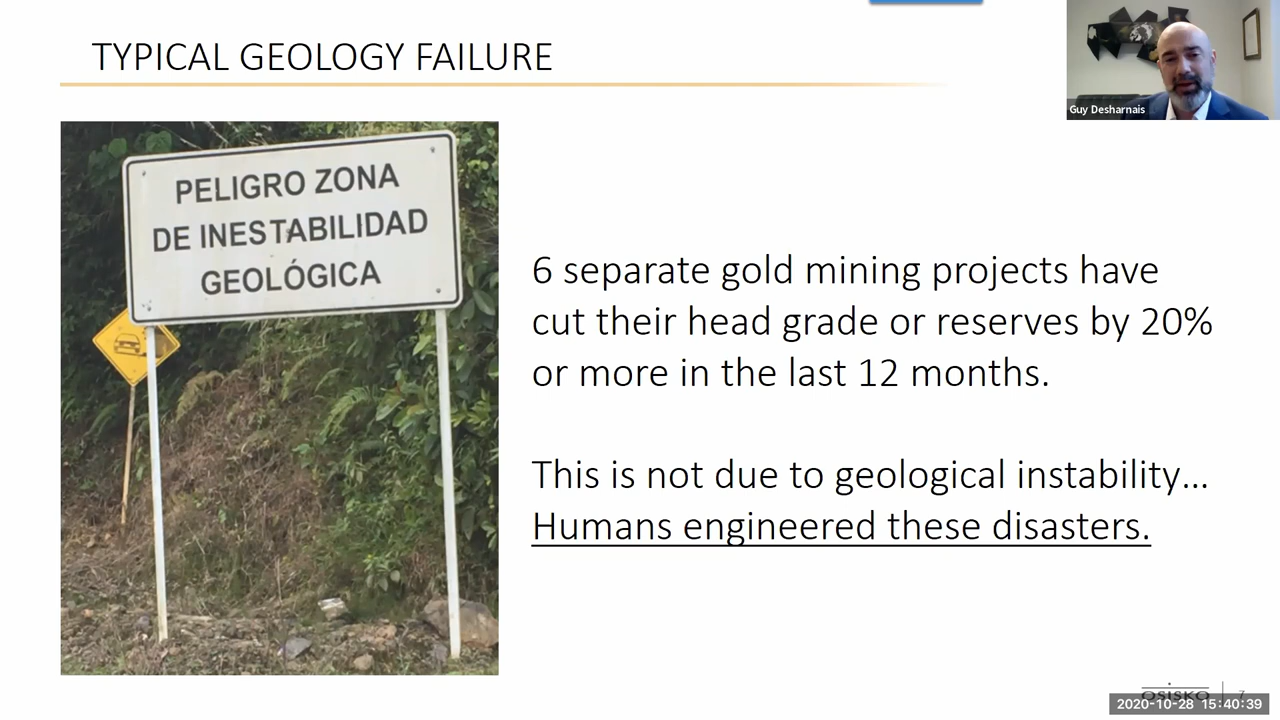 TYPICAL GEOLOGY FAILURE
Guy Desharnais
PELIGRO ZONA
DE INESTABILIDAD
GEOLÓGICA
6 separate gold mining projects have
cut their head grade or reserves by 20%
or more in the last 12 months.
This is not due to geological instability...
Humans engineered these disasters.
OSISKO
7
2020-10-28 15:40:39